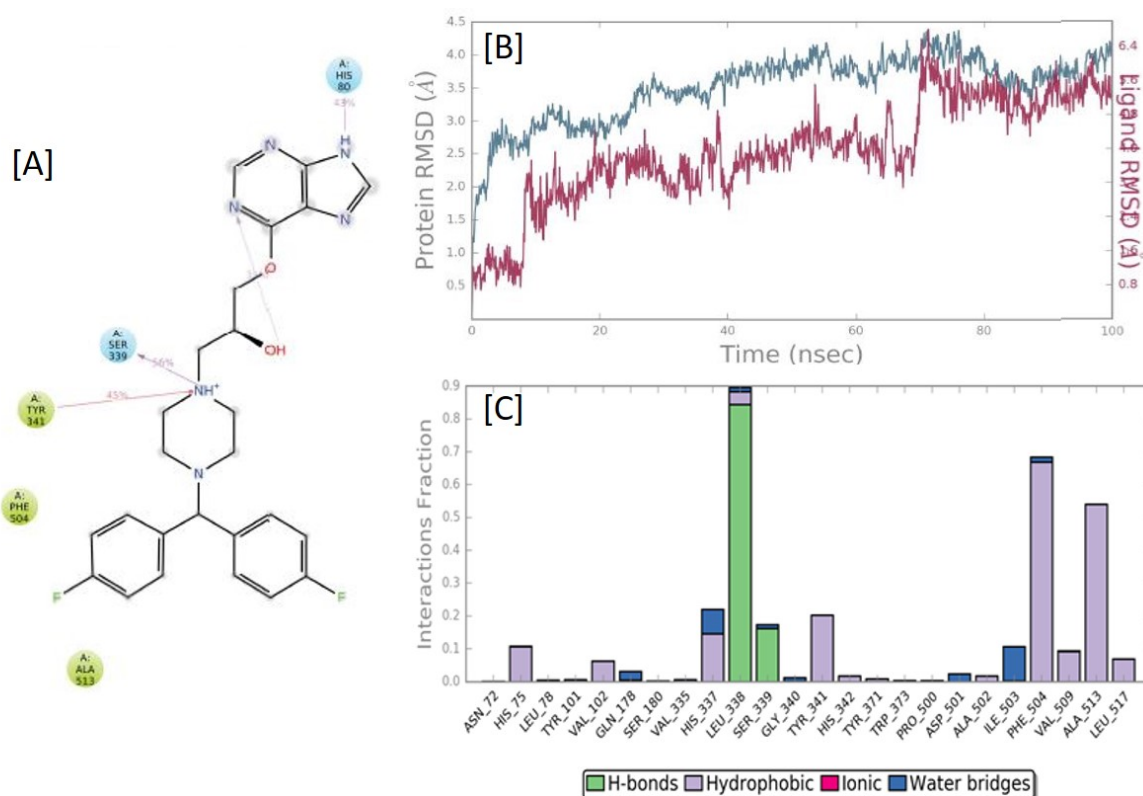 [A]
A:
HIS
80
43%
N
H
N
N
N
N
O
OH
A:
SER
339
56%
NH+
45%
A:
TYR
341
N
A:
PHE
504
F
F
A:
ALA
513
[B]
Protein RMSD (Å)
4.5
4.0
3.5
3.0
2.5
2.0
1.5
1.0
0.5
6.4
0.8
Ligand RMSD (Å)
0
20
40
60
80
100
Time (nsec)
[C]
Interactions Fraction
0.9
0.8
0.7
0.6
0.5
0.4
0.3
0.2
0.1
0.0
ASN_72
HIS_75
LEU_78
TYR_101
VAL_102
GLN_178
SER_180
VAL_335
HIS_337
LEU_338
SER_339
GLY_340
TYR_341
HIS_342
TYR_371
TRP_373
PRO_500
ASP_501
ALA_502
ILE_503
PHE_504
VAL_509
ALA_513
LEU_517
H-bonds Hydrophobic Ionic Water bridges